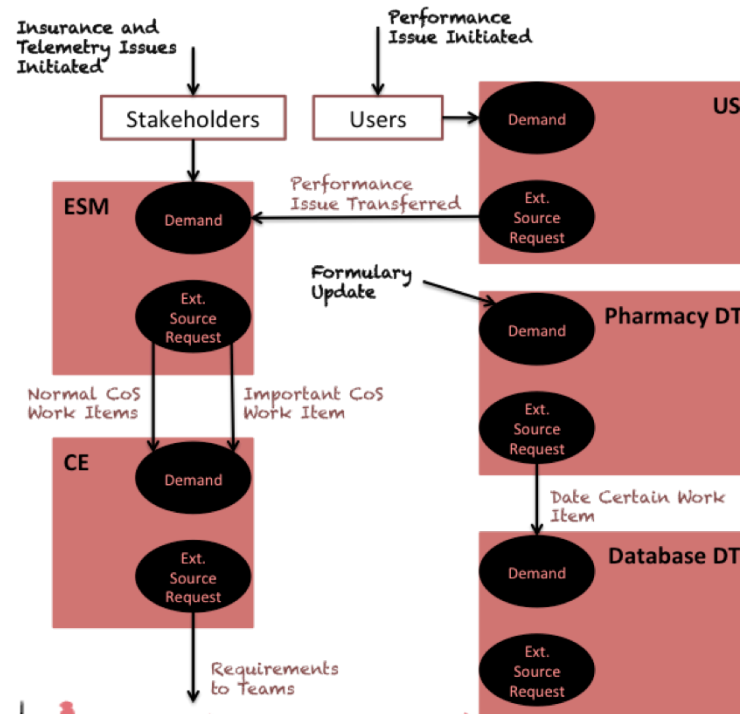 Insurance and
Telemetry Issues
Initiated
Performance
Issue Initiated
Stakeholders
Users
Demand
US
Ext.
Source
Request
Performance
Issue Transferred
ESM
Demand
Ext.
Source
Request
Formulary
Update
Demand
Pharmacy DT
Ext.
Source
Request
Normal CoS
Work Items
Important CoS
Work Item
CE
Demand
Ext.
Source
Request
Date Certain Work
Item
Demand
Database DT
Ext.
Source
Request
Requirements
to Teams